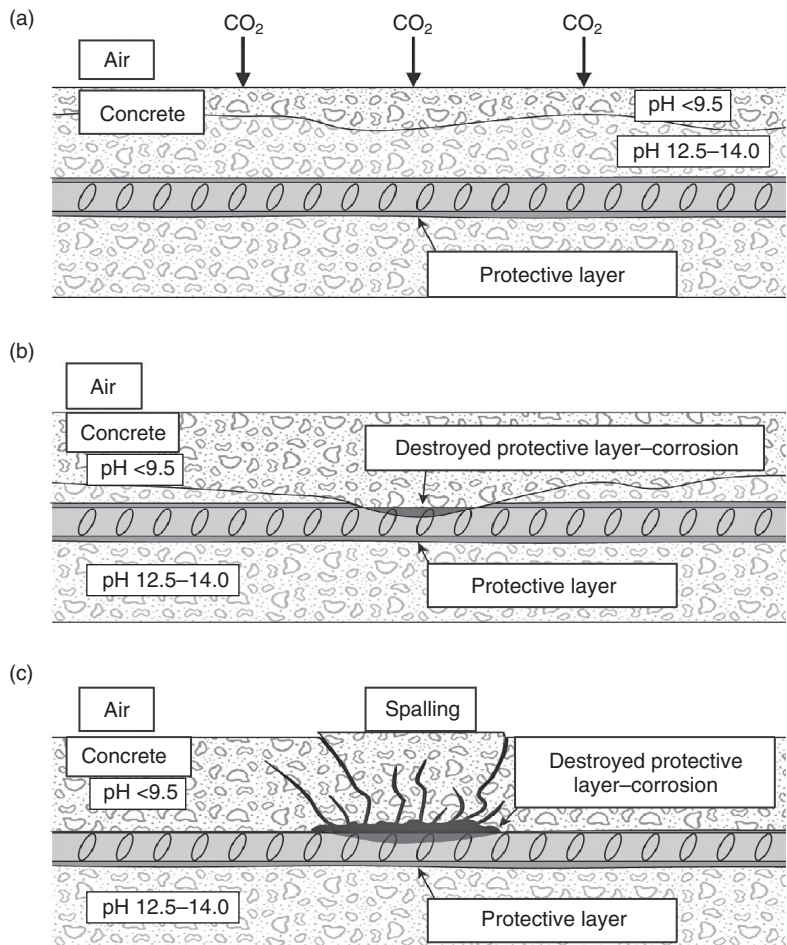 (a)
CO₂ CO₂ CO₂
Air
Concrete
pH <9.5
pH 12.5–14.0
Protective layer
(b)
Air
Concrete
Destroyed protective layer–corrosion
pH <9.5
pH 12.5–14.0
Protective layer
(c)
Air
Spalling
Concrete
Destroyed protective
layer–corrosion
pH <9.5
pH 12.5–14.0
Protective layer